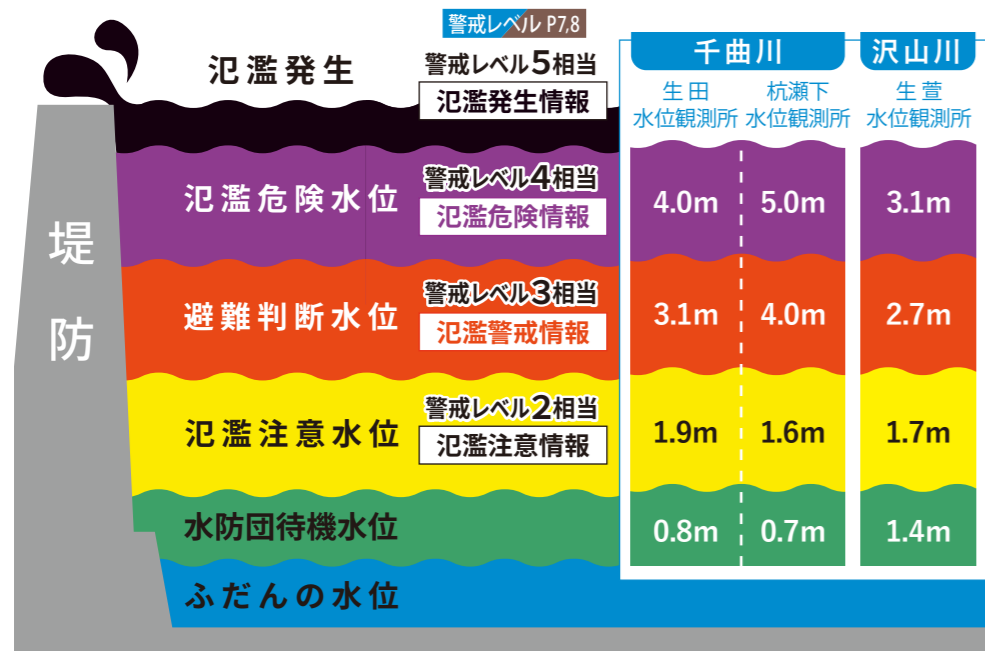 警戒レベル P7,8
氾濫発生
警戒レベル5相当
氾濫発生情報
千曲川
沢山川
生田
水位観測所
杭瀬下
水位観測所
生萱
水位観測所
堤防
氾濫危険水位
警戒レベル4相当
氾濫危険情報
4.0m
5.0m
3.1m
避難判断水位
警戒レベル3相当
氾濫警戒情報
3.1m
4.0m
2.7m
氾濫注意水位
警戒レベル2相当
氾濫注意情報
1.9m
1.6m
1.7m
水防団待機水位
0.8m
0.7m
1.4m
ふだんの水位